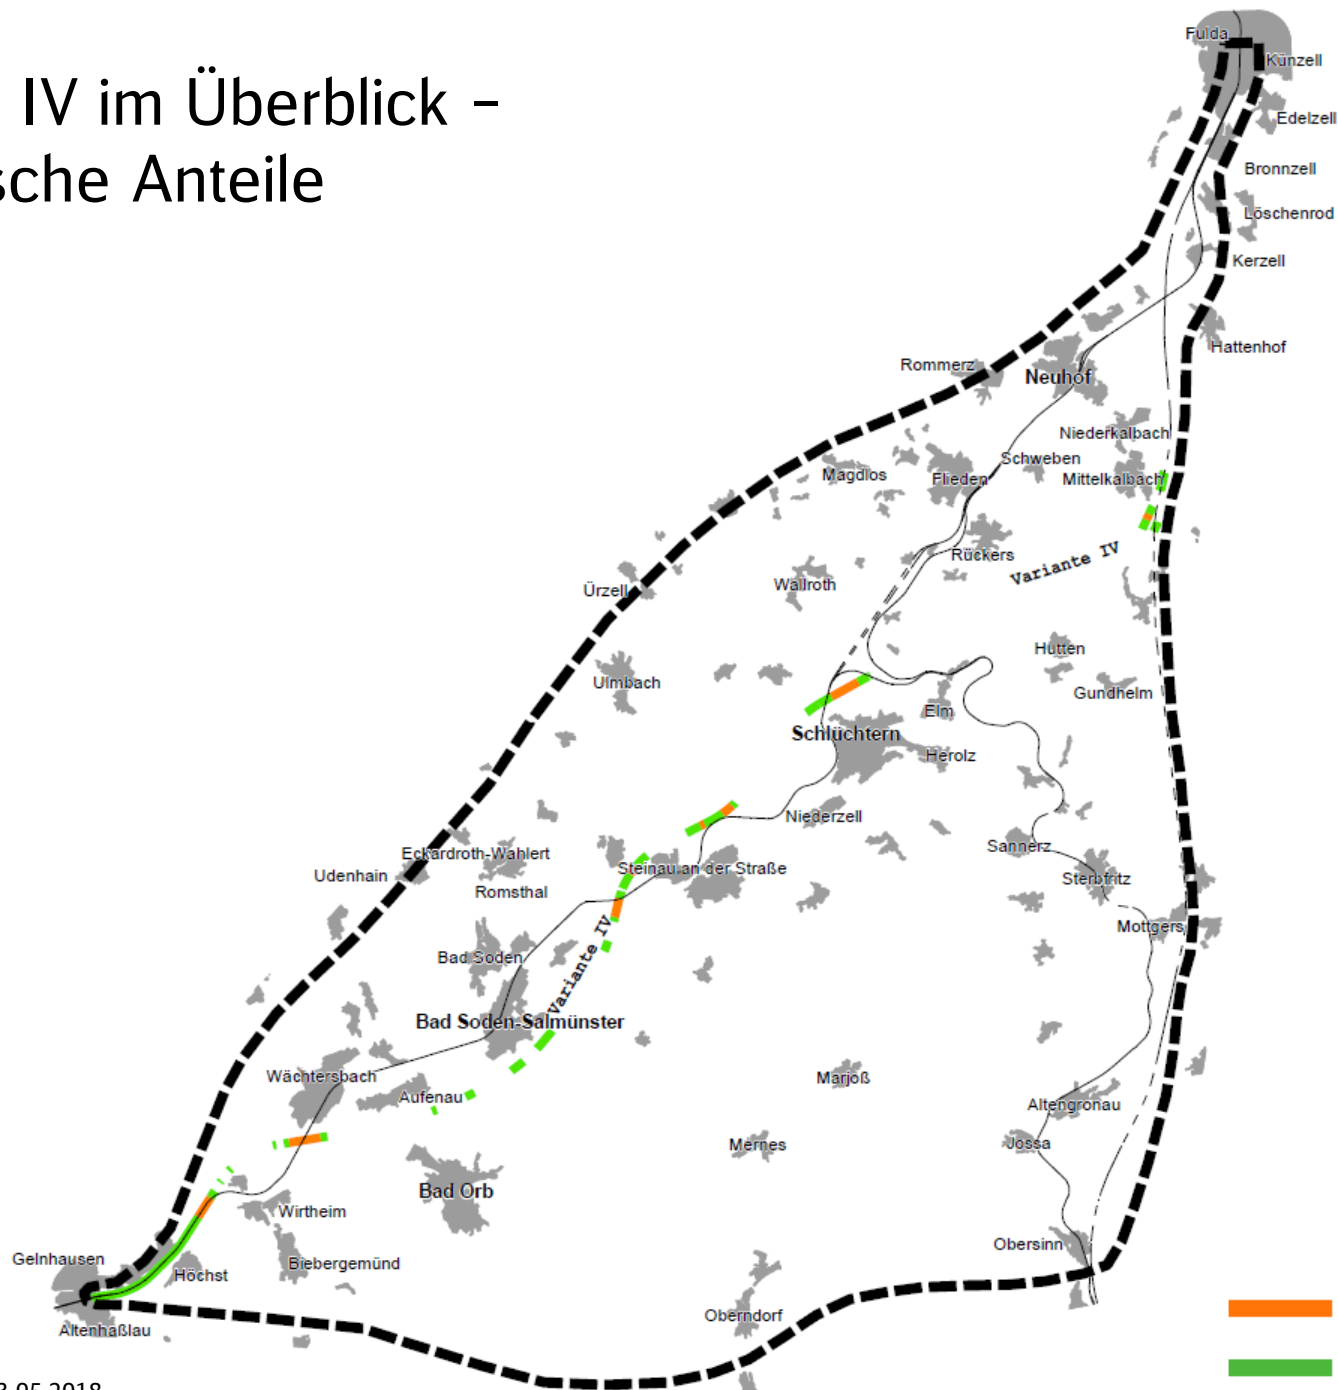 IV im Überblick –
sche Anteile
Fulda
Künzell
Edelzell
Bronnzell
Löschenrod
Kerzell
Hattenhof
Rommerz
Neuhof
Niederkalbach
Schweben
Magdlos
Flieden
Mittelkalbach
Rückers
Variante IV
Ürzell
Wallroth
Hutten
Ulmbach
Gundhelm
Elm
Schlüchtern
Herolz
Niederzell
Sannerz
Eckardroth-Wahlert
Steinau an der Straße
Udenhain
Romsthal
Sterbfritz
Mottgers
Bad Soden
Variante IV
Bad Soden-Salmünster
Wächtersbach
Marjoß
Aufenau
Altengronau
Mernes
Jossa
Bad Orb
Wirtheim
Obersinn
Gelnhausen
Biebergemünd
Höchst
Oberndorf
Altenhaßlau
05.2018